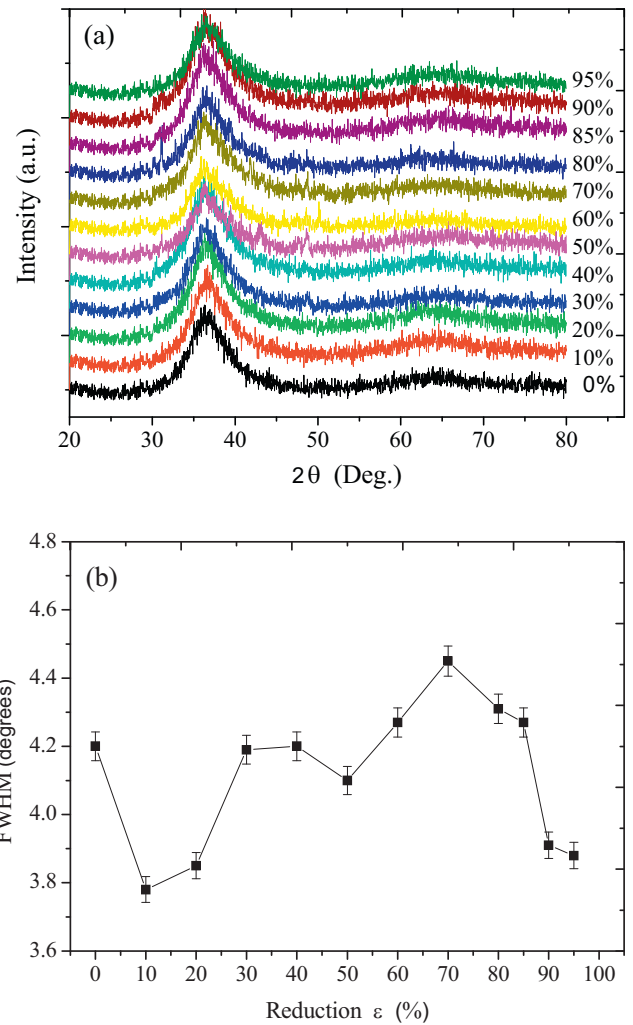 (a)
Intensity (a.u.)
95%
90%
85%
80%
70%
60%
50%
40%
30%
20%
10%
0%
20 30 40 50 60 70 80
2θ (Deg.)
(b)
FWHM (degrees)
4.8
4.6
4.4
4.2
4.0
3.8
3.6
0 10 20 30 40 50 60 70 80 90 100
Reduction ε (%)